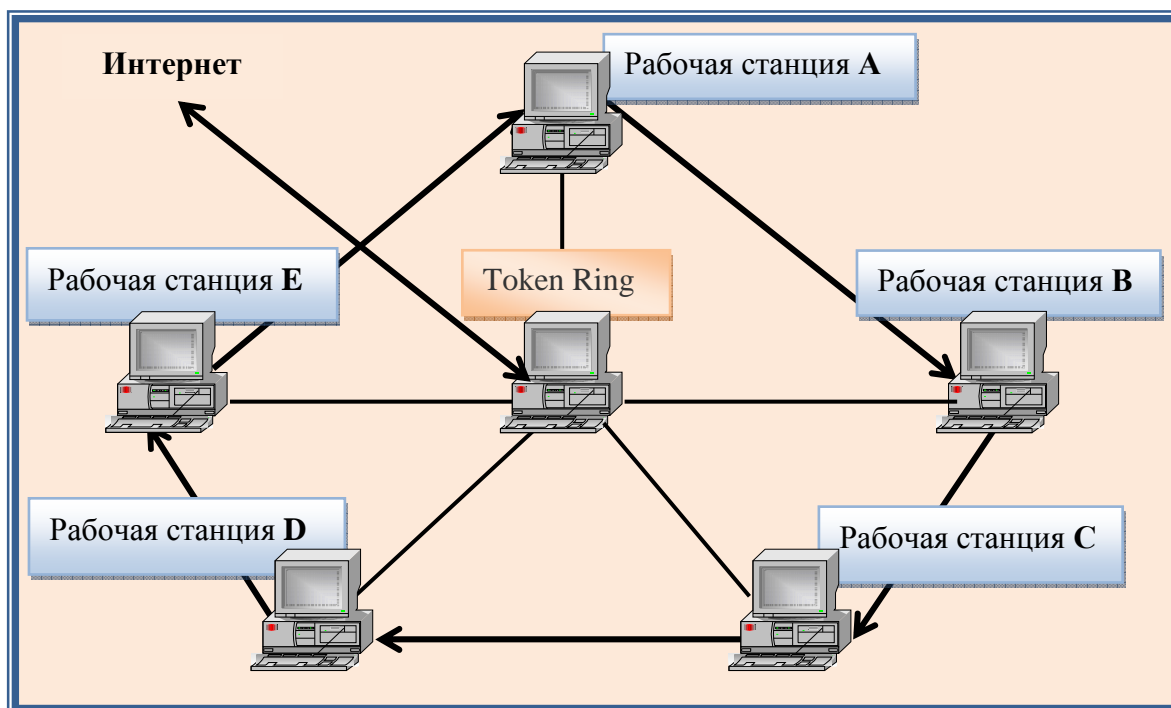 Интернет
Рабочая станция A
Рабочая станция E
Token Ring
Рабочая станция B
Рабочая станция D
Рабочая станция C